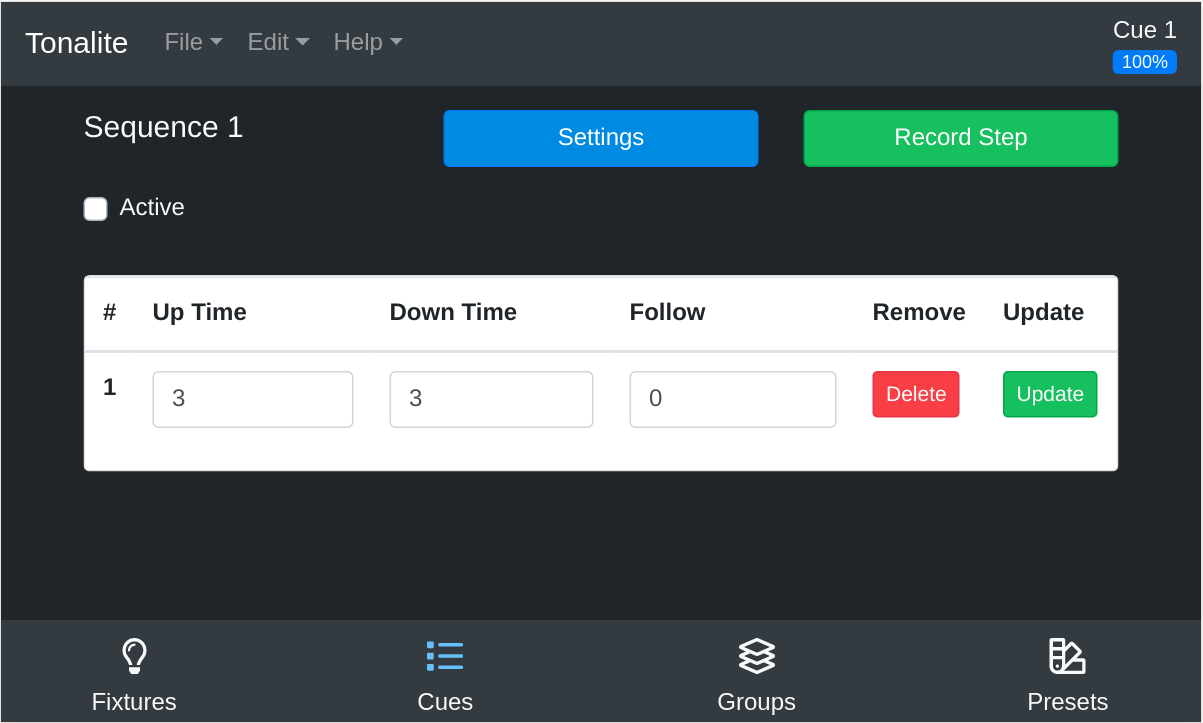 Tonalite File Edit Help Cue 1
100%
Sequence 1 Settings Record Step
Active
# Up Time Down Time Follow Remove Update
1 3 3 0 Delete Update
Fixtures Cues Groups Presets